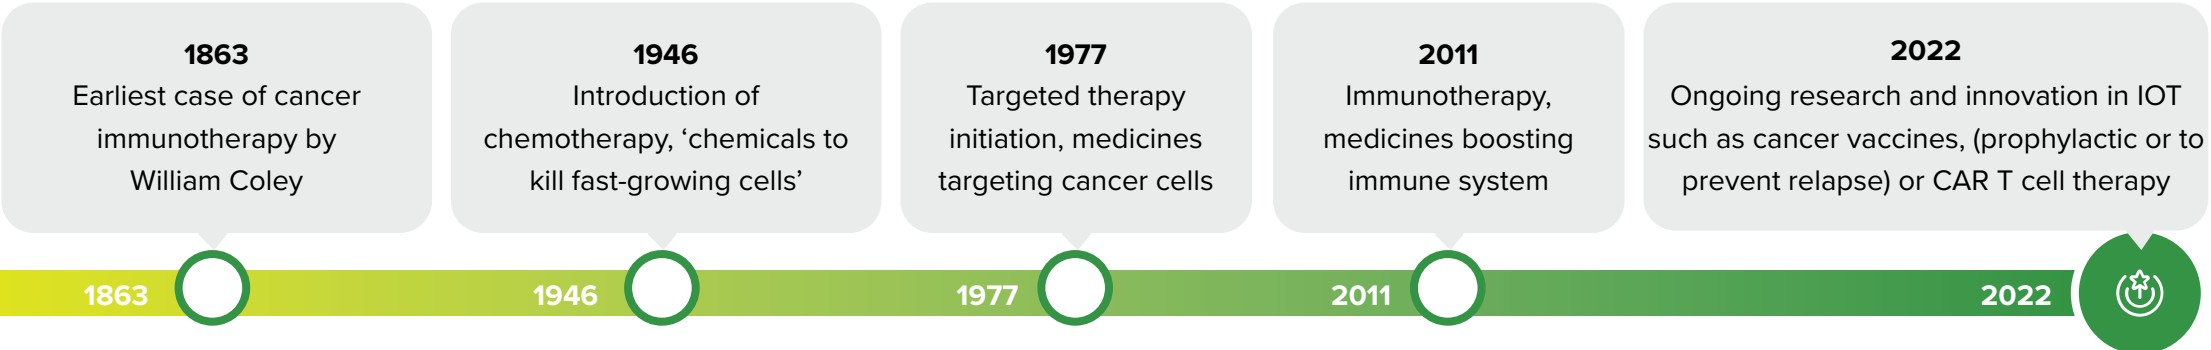 1863
Earliest case of cancer
immunotherapy by
William Coley
1946
Introduction of
chemotherapy, ‘chemicals to
kill fast-growing cells’
1977
Targeted therapy
initiation, medicines
targeting cancer cells
2011
Immunotherapy,
medicines boosting
immune system
2022
Ongoing research and innovation in IOT
such as cancer vaccines, (prophylactic or to
prevent relapse) or CAR T cell therapy
1863
1946
1977
2011
2022